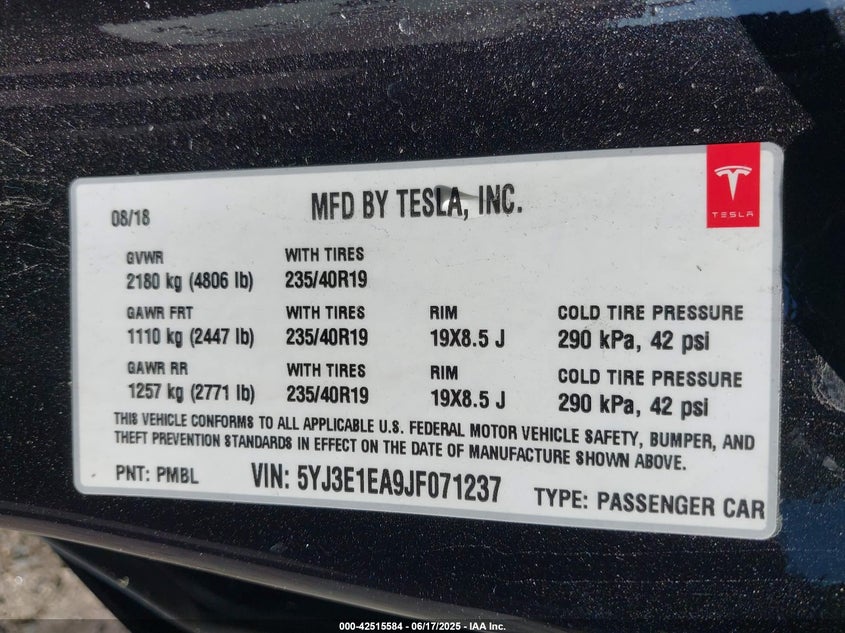 08/18
MFD BY TESLA, INC.
TESLA
GVWR
2180 kg (4806 lb)
WITH TIRES
235/40R19
GAWR FRT
1110 kg (2447 lb)
WITH TIRES
235/40R19
RIM
19X8.5 J
COLD TIRE PRESSURE
290 kPa, 42 psi
GAWR RR
1257 kg (2771 lb)
WITH TIRES
235/40R19
RIM
19X8.5 J
COLD TIRE PRESSURE
290 kPa, 42 psi
THIS VEHICLE CONFORMS TO ALL APPLICABLE U.S. FEDERAL MOTOR VEHICLE SAFETY, BUMPER, AND
THEFT PREVENTION STANDARDS IN EFFECT ON THE DATE OF MANUFACTURE SHOWN ABOVE.
PNT: PMBL
VIN: 5YJ3E1EA9JF071237
TYPE: PASSENGER CAR
000-42515584 - 06/17/2025 - IAA Inc.